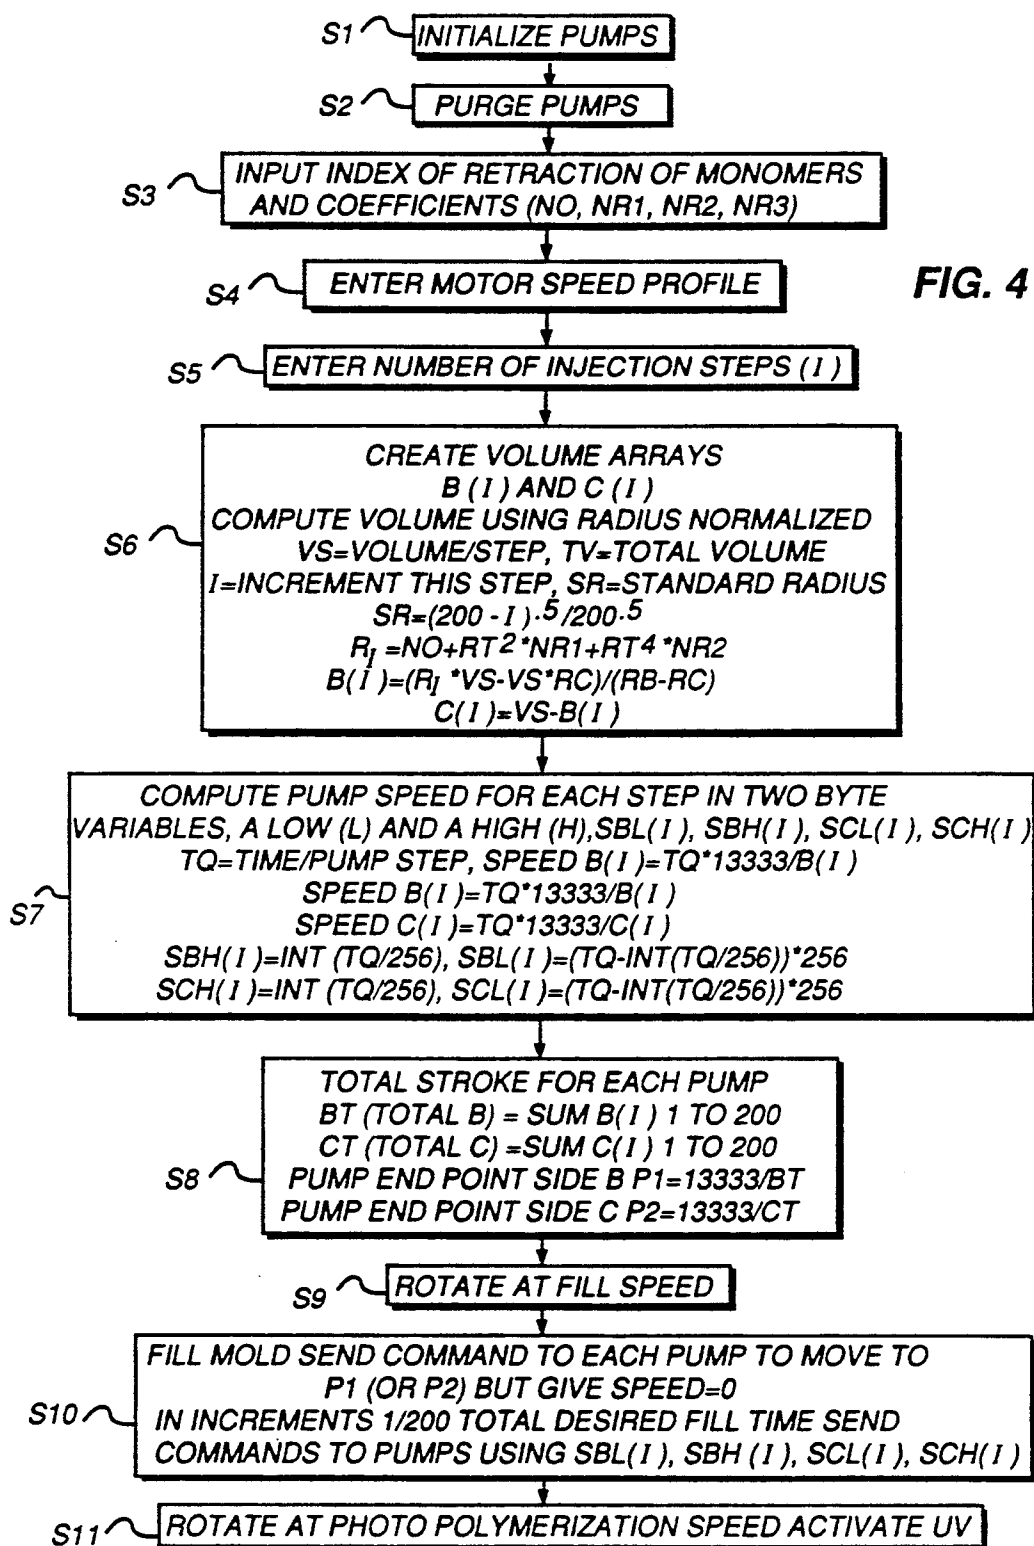 S1 INITIALIZE PUMPS
S2 PURGE PUMPS
S3 INPUT INDEX OF RETRACTION OF MONOMERS
AND COEFFICIENTS (NO, NR1, NR2, NR3)
S4 ENTER MOTOR SPEED PROFILE
FIG. 4
S5 ENTER NUMBER OF INJECTION STEPS (I)
S6
CREATE VOLUME ARRAYS
B (I) AND C (I)
COMPUTE VOLUME USING RADIUS NORMALIZED
VS=VOLUME/STEP, TV=TOTAL VOLUME
I=INCREMENT THIS STEP, SR=STANDARD RADIUS
SR=(200 - I)·5/200·5
R_I =NO+RT²*NR1+RT⁴*NR2
B(I)=(R_I *VS-VS*RC)/(RB-RC)
C(I)=VS-B(I)
S7
COMPUTE PUMP SPEED FOR EACH STEP IN TWO BYTE
VARIABLES, A LOW (L) AND A HIGH (H),SBL(I), SBH(I), SCL(I), SCH(I)
TQ=TIME/PUMP STEP, SPEED B(I)=TQ*13333/B(I)
SPEED B(I)=TQ*13333/B(I)
SPEED C(I)=TQ*13333/C(I)
SBH(I)=INT (TQ/256), SBL(I)=(TQ-INT(TQ/256))*256
SCH(I)=INT (TQ/256), SCL(I)=(TQ-INT(TQ/256))*256
S8
TOTAL STROKE FOR EACH PUMP
BT (TOTAL B) = SUM B(I) 1 TO 200
CT (TOTAL C) =SUM C(I) 1 TO 200
PUMP END POINT SIDE B P1=13333/BT
PUMP END POINT SIDE C P2=13333/CT
S9 ROTATE AT FILL SPEED
S10
FILL MOLD SEND COMMAND TO EACH PUMP TO MOVE TO
P1 (OR P2) BUT GIVE SPEED=0
IN INCREMENTS 1/200 TOTAL DESIRED FILL TIME SEND
COMMANDS TO PUMPS USING SBL(I), SBH (I), SCL(I), SCH(I)
S11 ROTATE AT PHOTO POLYMERIZATION SPEED ACTIVATE UV